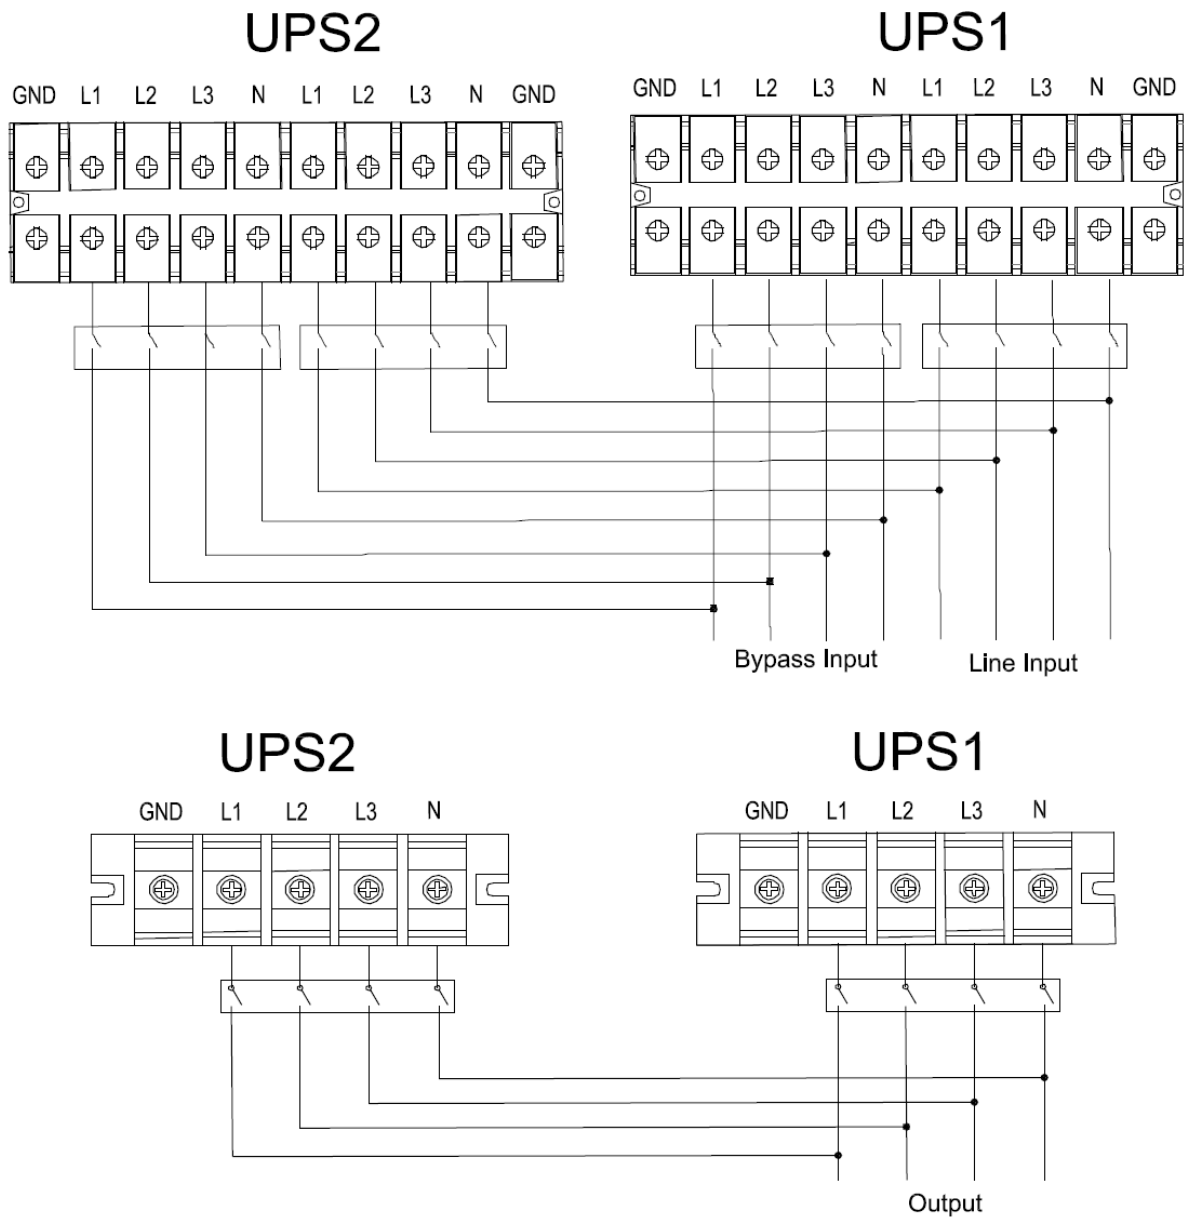 UPS2 UPS1
GND L1 L2 L3 N L1 L2 L3 N GND GND L1 L2 L3 N L1 L2 L3 N GND
Bypass Input Line Input
UPS2 UPS1
GND L1 L2 L3 N GND L1 L2 L3 N
Output